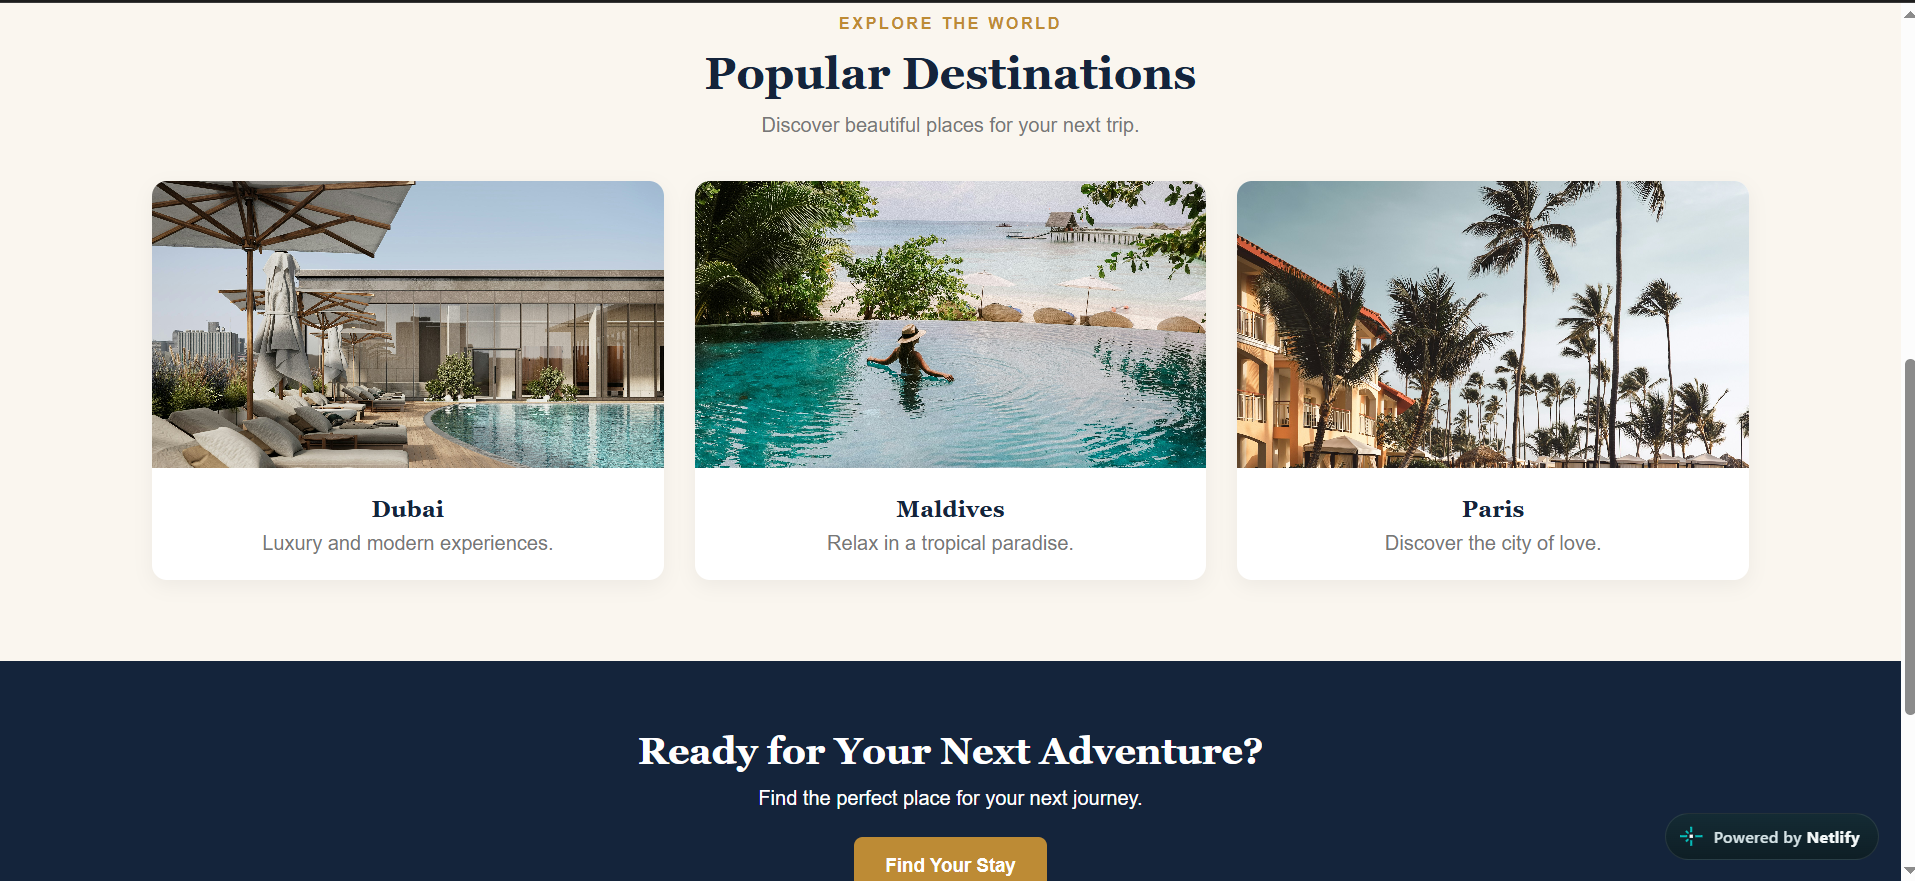 EXPLORE THE WORLD
Popular Destinations
Discover beautiful places for your next trip.
Dubai
Luxury and modern experiences.
Maldives
Relax in a tropical paradise.
Paris
Discover the city of love.
Ready for Your Next Adventure?
Find the perfect place for your next journey.
Find Your Stay
Powered by Netlify